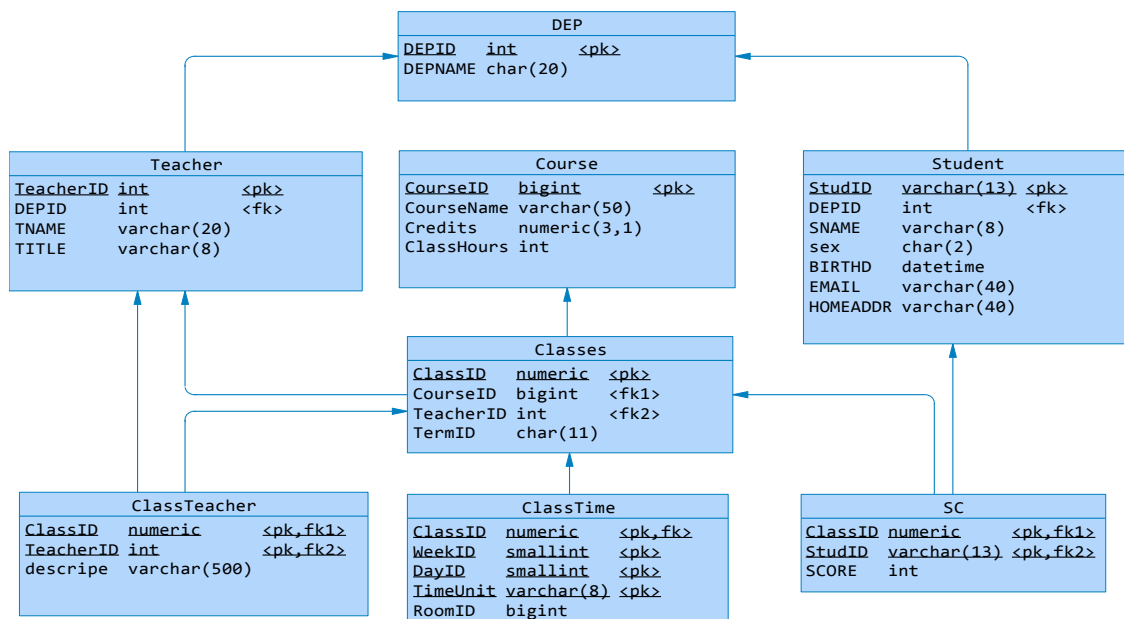 DEP
DEPID int <pk>
DEPNAME char(20)
Teacher
TeacherID int <pk>
DEPID int <fk>
TNAME varchar(20)
TITLE varchar(8)
Course
CourseID bigint <pk>
CourseName varchar(50)
Credits numeric(3,1)
ClassHours int
Student
StudID varchar(13) <pk>
DEPID int <fk>
SNAME varchar(8)
sex char(2)
BIRTHD datetime
EMAIL varchar(40)
HOMEADDR varchar(40)
Classes
ClassID numeric <pk>
CourseID bigint <fk1>
TeacherID int <fk2>
TermID char(11)
ClassTeacher
ClassID numeric <pk,fk1>
TeacherID int <pk,fk2>
descripe varchar(500)
ClassTime
ClassID numeric <pk,fk>
WeekID smallint <pk>
DayID smallint <pk>
TimeUnit varchar(8) <pk>
RoomID bigint
SC
ClassID numeric <pk,fk1>
StudID varchar(13) <pk,fk2>
SCORE int